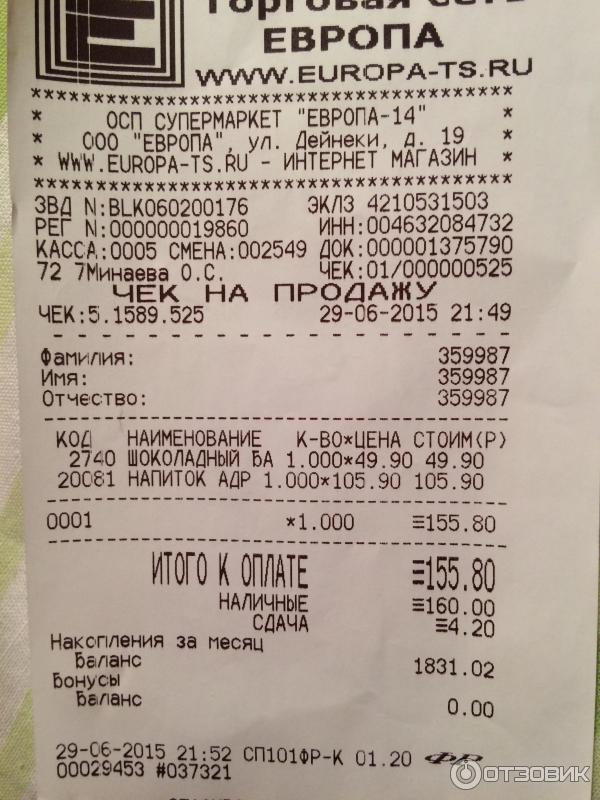 Е
Торговая сеть
ЕВРОПА
WWW.EUROPA-TS.RU
****************************************
* ОСП СУПЕРМАРКЕТ "ЕВРОПА-14" *
* ООО "ЕВРОПА", ул. Дейнеки, д. 19 *
* WWW.EUROPA-TS.RU - ИНТЕРНЕТ МАГАЗИН *
****************************************
ЗВД N:BLK060200176 ЭКЛЗ 4210531503
РЕГ N:000000019860 ИНН:004632084732
КАССА:0005 СМЕНА:002549 ДОК:000001375790
72 7Минаева О.С. ЧЕК:01/000000525
ЧЕК НА ПРОДАЖУ
ЧЕК:5.1589.525 29-06-2015 21:49
Фамилия: 359987
Имя: 359987
Отчество: 359987
КОД НАИМЕНОВАНИЕ К-ВО*ЦЕНА СТОИМ(Р)
2740 ШОКОЛАДНЫЙ БА 1.000*49.90 49.90
20081 НАПИТОК АДР 1.000*105.90 105.90
0001 *1.000 ≡155.80
ИТОГО К ОПЛАТЕ ≡155.80
НАЛИЧНЫЕ ≡160.00
СДАЧА ≡4.20
Накопления за месяц
Баланс 1831.02
Бонусы
Баланс 0.00
29-06-2015 21:52 СП101ФР-К 01.20 ФР
00029453 #037321
ОТЗОВИК